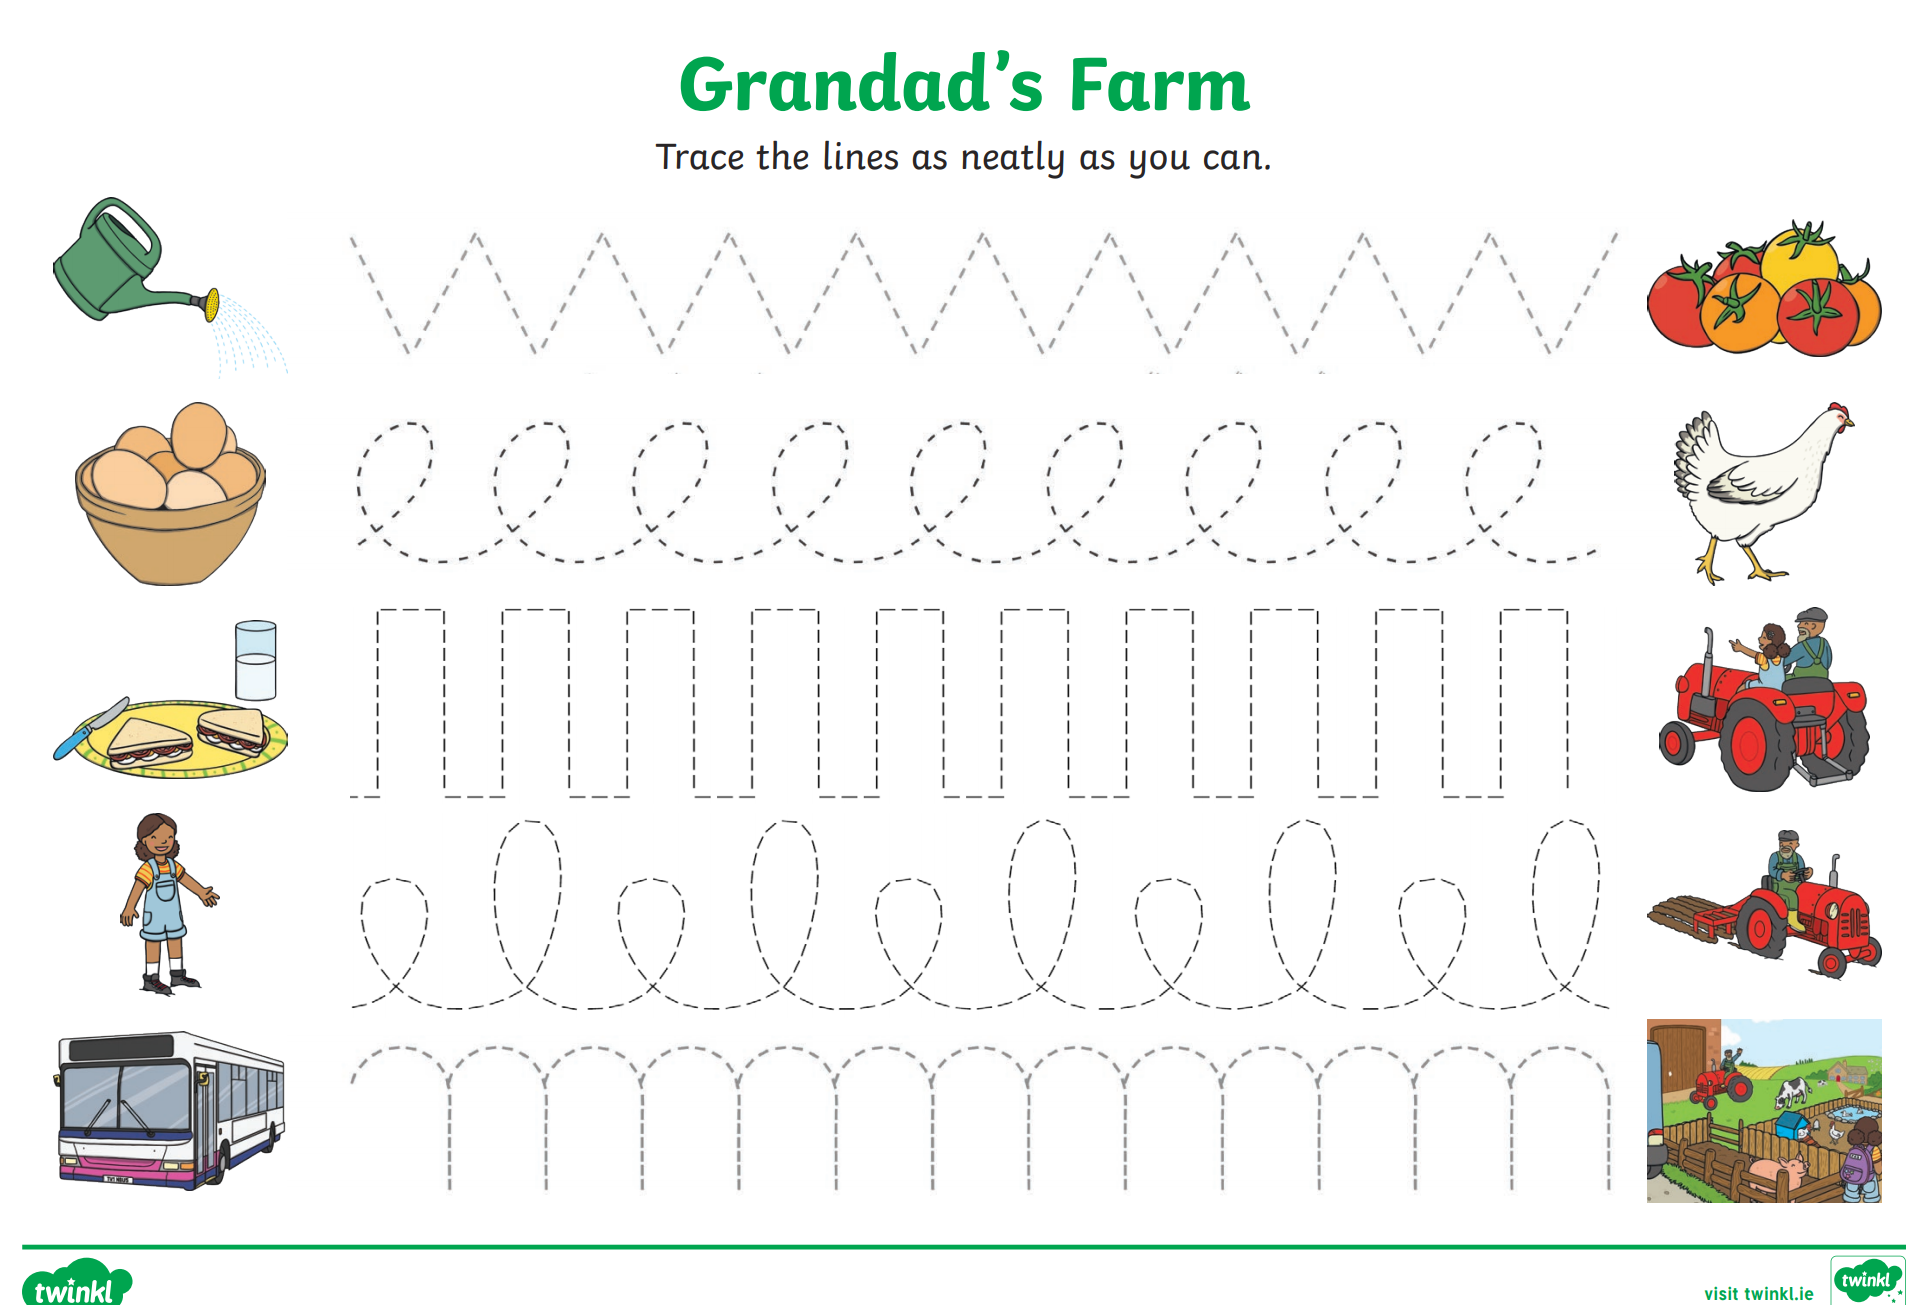 Grandad's Farm
Trace the lines as neatly as you can.
twinkl
visit twinkl.ie
twinkl